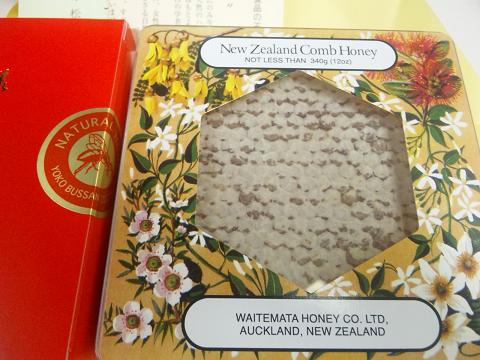 New Zealand Comb Honey
NOT LESS THAN 340g (12oz)
WAITEMATA HONEY CO. LTD,
AUCKLAND, NEW ZEALAND
NATURAL
YOKO BUSSAN